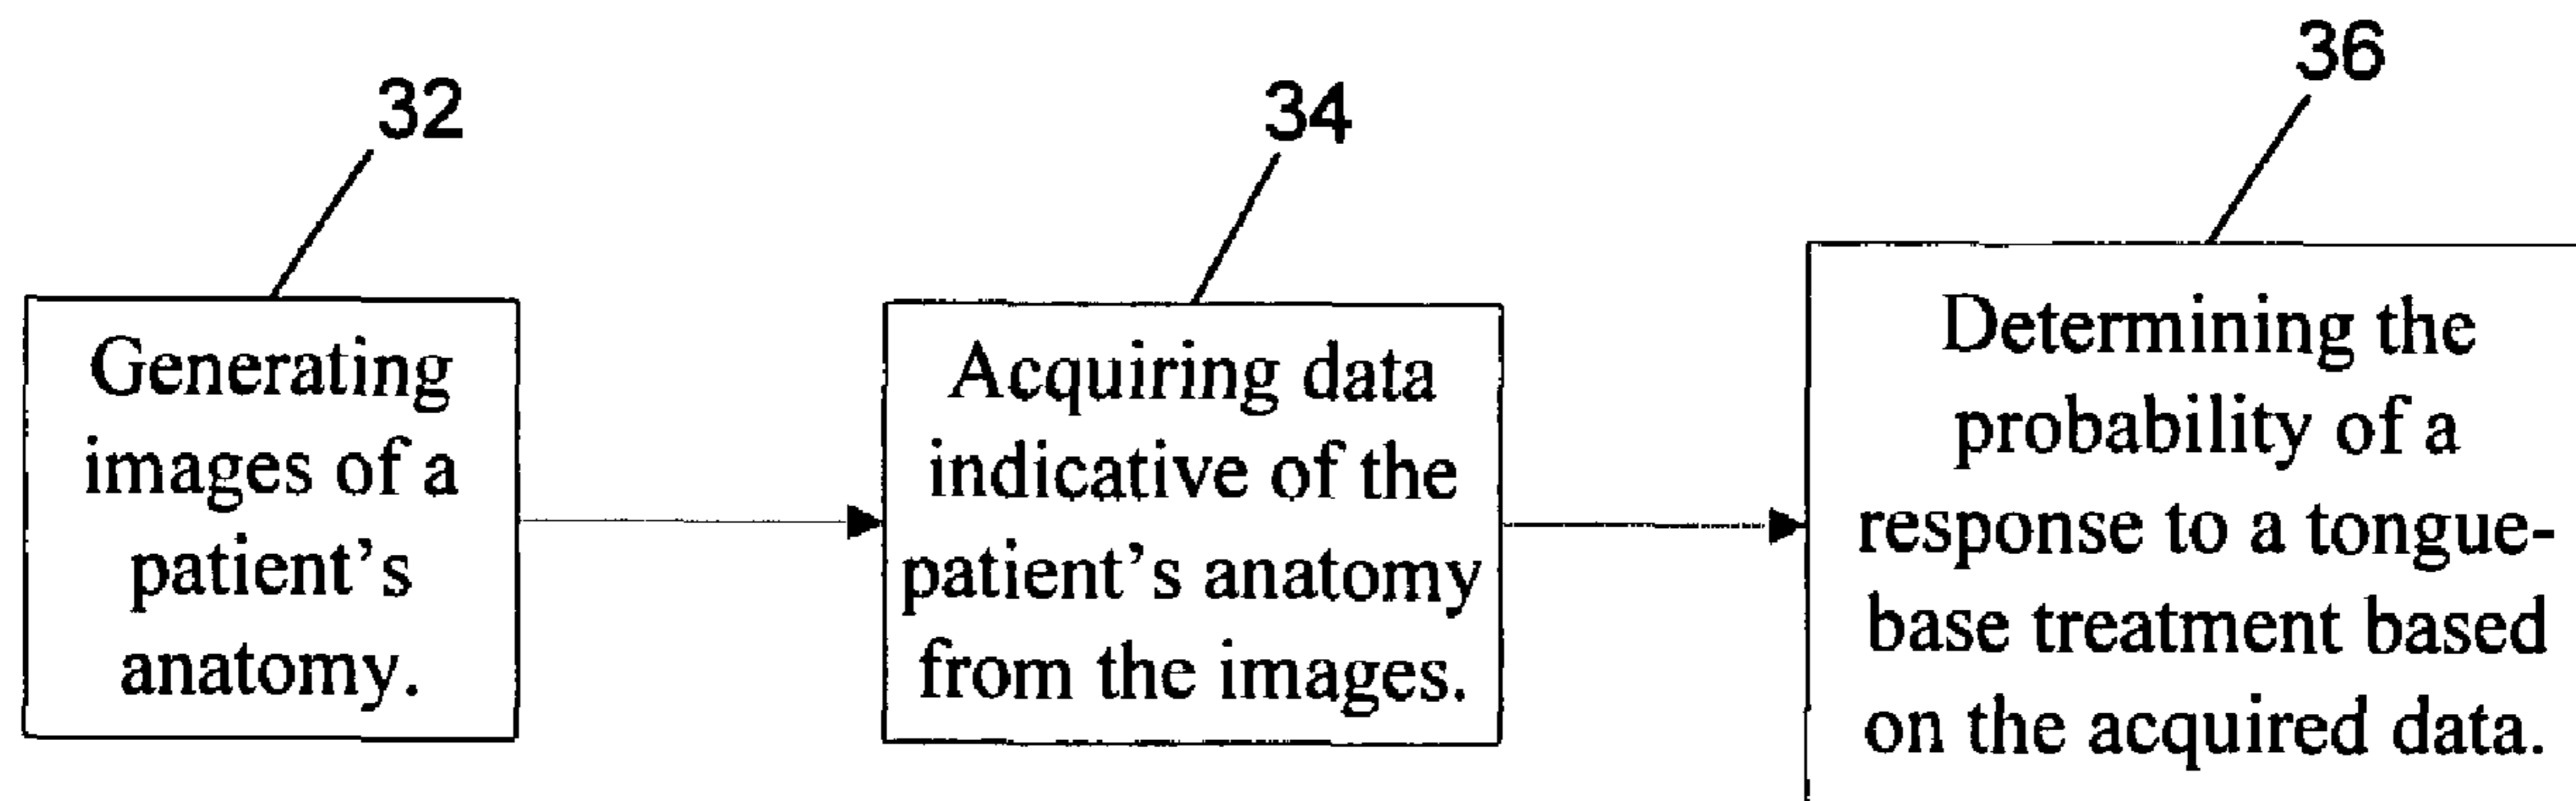 32
34
36
Generating
images of a
patient's
anatomy.
Acquiring data
indicative of the
patient's anatomy
from the images.
Determining the
probability of a
response to a tongue-
base treatment based
on the acquired data.